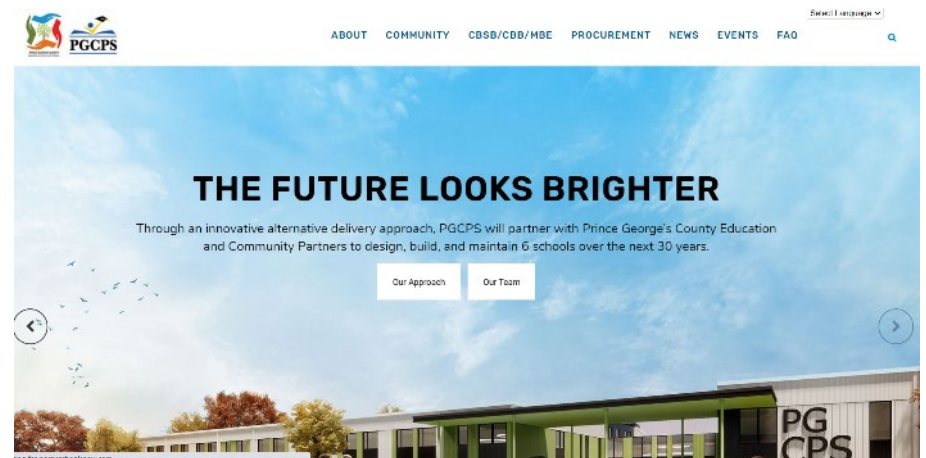 Select Language
PGCPS
ABOUT COMMUNITY CBSB/CBB/MBE PROCUREMENT NEWS EVENTS FAQ
THE FUTURE LOOKS BRIGHTER
Through an innovative alternative delivery approach, PGCPS will partner with Prince George's County Education
and Community Partners to design, build, and maintain 6 schools over the next 30 years.
Our Approach Our Team
PG
CPS